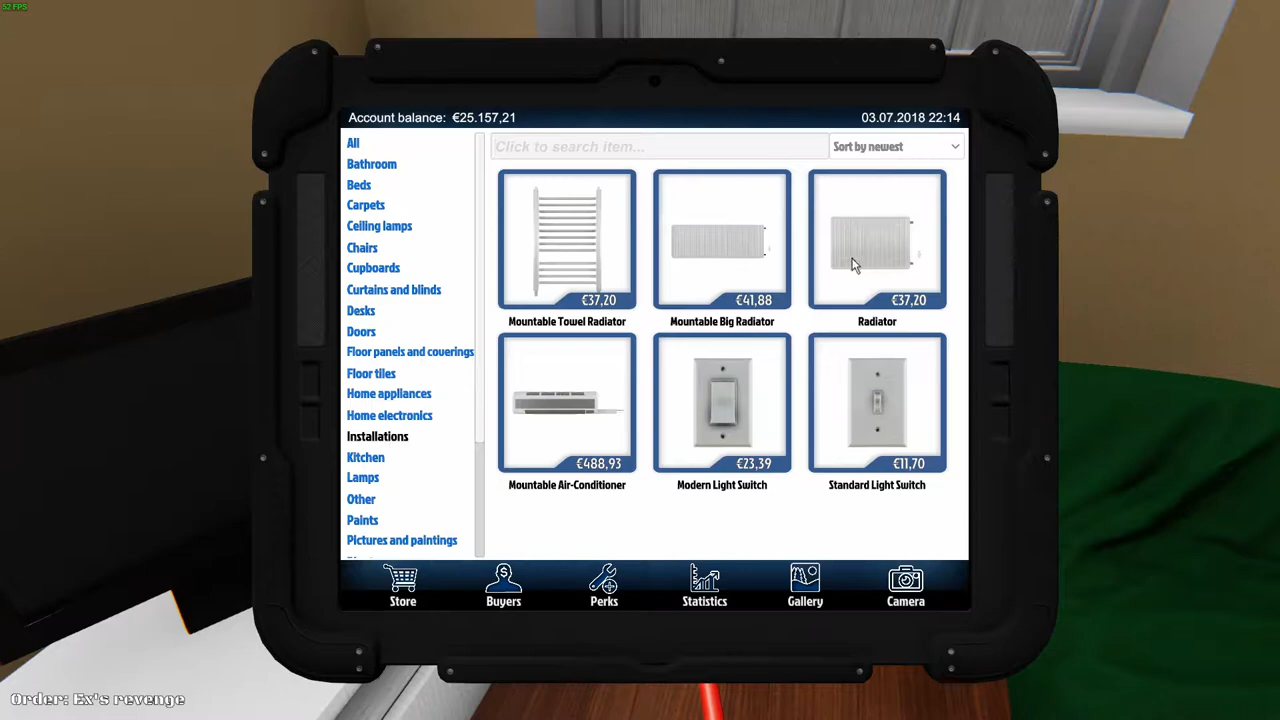 52 FPS
Account balance: €25.157,21
03.07.2018 22:14
All
Bathroom
Beds
Carpets
Ceiling lamps
Chairs
Cupboards
Curtains and blinds
Desks
Doors
Floor panels and coverings
Floor tiles
Home appliances
Home electronics
Installations
Kitchen
Lamps
Other
Paints
Pictures and paintings
Click to search item...
Sort by newest
€37,20
€41,88
€37,20
Mountable Towel Radiator
Mountable Big Radiator
Radiator
€488,93
€23,39
€11,70
Mountable Air-Conditioner
Modern Light Switch
Standard Light Switch
Store
Buyers
Perks
Statistics
Gallery
Camera
Order: Ex's revenge